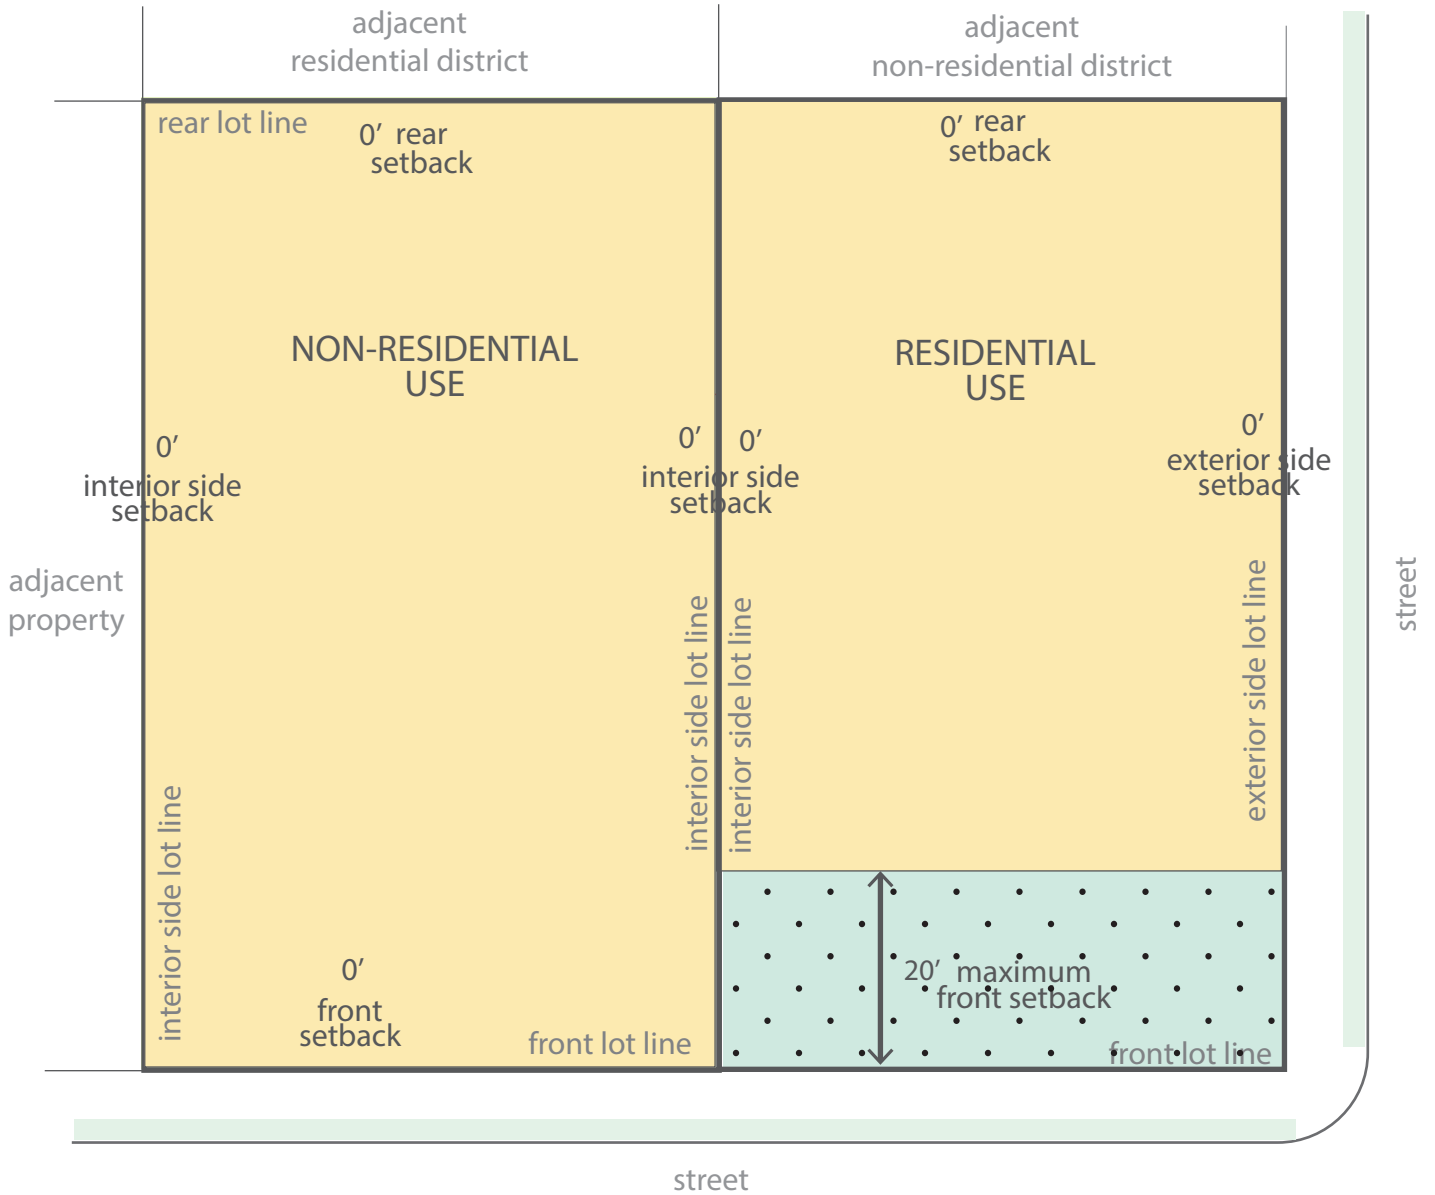 adjacent
residential district
adjacent
non-residential district
rear lot line
0′ rear
setback
0′ rear
setback
NON-RESIDENTIAL
USE
RESIDENTIAL
USE
0′
interior side
setback
0′ 0′
interior side
setback
0′
exterior side
setback
adjacent
property
interior side lot line
interior side lot line
interior side lot line
exterior side lot line
street
0′
front
setback
front lot line
20′ maximum
front setback
front lot line
street